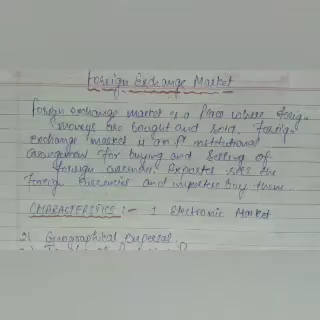 Foreign Exchange Market
Foreign exchange market is a place where foreign
moneys are bought and sold. Foreign
exchange market is an institutional
arrangement for buying and selling of
foreign currencies. Exporter sells the
foreign currencies and importers buy them.
CHARACTERISTICS :- 1 Electronic Market
2) Geographical Dispersal.